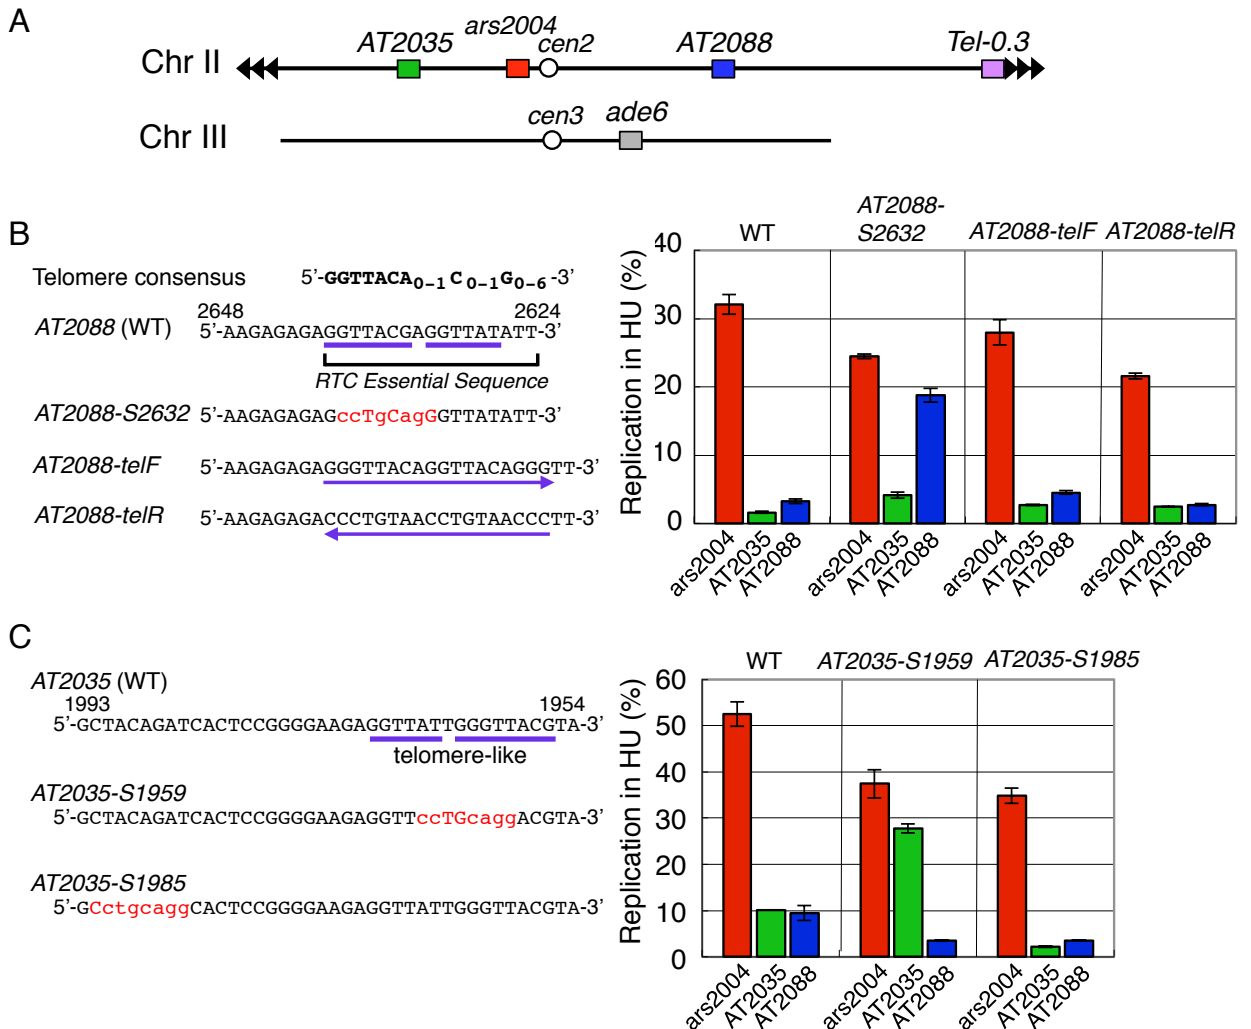 A
ars2004
AT2035 cen2 AT2088 Tel-0.3
Chr II
cen3 ade6
Chr III
B
Telomere consensus 5'-GGTTACA0-1 C 0-1G0-6 -3'
2648 2624
AT2088 (WT) 5'-AAGAGAGAGGTTACGAGGTTATATT-3'
RTC Essential Sequence
AT2088-S2632 5'-AAGAGAGAGccTgCagGGTTATATT-3'
AT2088-telF 5'-AAGAGAGAGGGTTACAGGTTACAGGGTT-3'
AT2088-telR 5'-AAGAGAGACCCTGTAACCTGTAACCCTT-3'
WT AT2088-S2632 AT2088-telF AT2088-telR
Replication in HU (%)
40
30
20
10
0
ars2004 AT2035 AT2088 ars2004 AT2035 AT2088 ars2004 AT2035 AT2088 ars2004 AT2035 AT2088
C
AT2035 (WT)
1993 1954
5'-GCTACAGATCACTCCGGGGAAGAGGTTATTGGGTTACGTA-3'
telomere-like
AT2035-S1959
5'-GCTACAGATCACTCCGGGGAAGAGGTTccTGcaggACGTA-3'
AT2035-S1985
5'-GCctgcaggCACTCCGGGGAAGAGGTTATTGGGTTACGTA-3'
WT AT2035-S1959 AT2035-S1985
Replication in HU (%)
60
50
40
30
20
10
0
ars2004 AT2035 AT2088 ars2004 AT2035 AT2088 ars2004 AT2035 AT2088